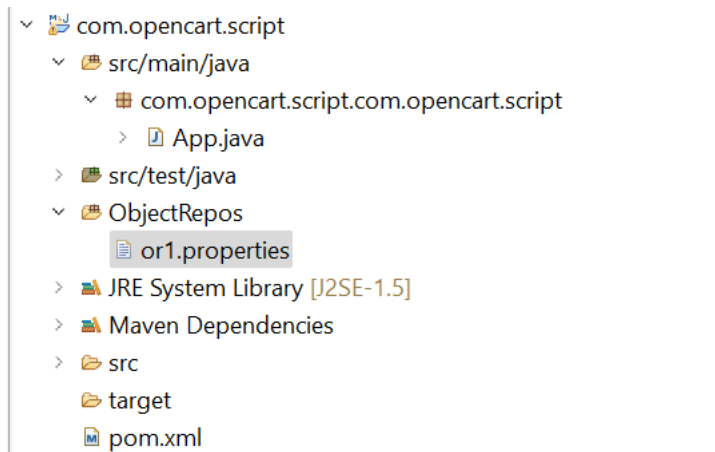 com.opencart.script
src/main/java
com.opencart.script.com.opencart.script
App.java
src/test/java
ObjectRepos
or1.properties
JRE System Library [J2SE-1.5]
Maven Dependencies
src
target
pom.xml